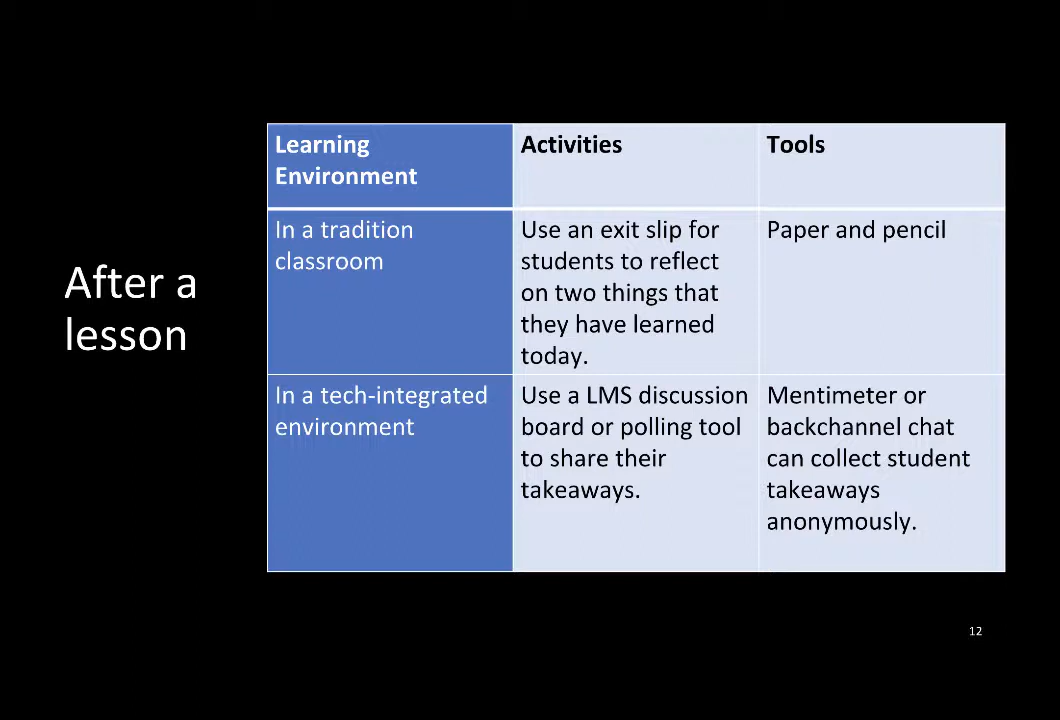 After a
lesson
Learning
Environment
Activities
Tools
In a tradition
classroom
Use an exit slip for
students to reflect
on two things that
they have learned
today.
Paper and pencil
In a tech-integrated
environment
Use a LMS discussion
board or polling tool
to share their
takeaways.
Mentimeter or
backchannel chat
can collect student
takeaways
anonymously.
12